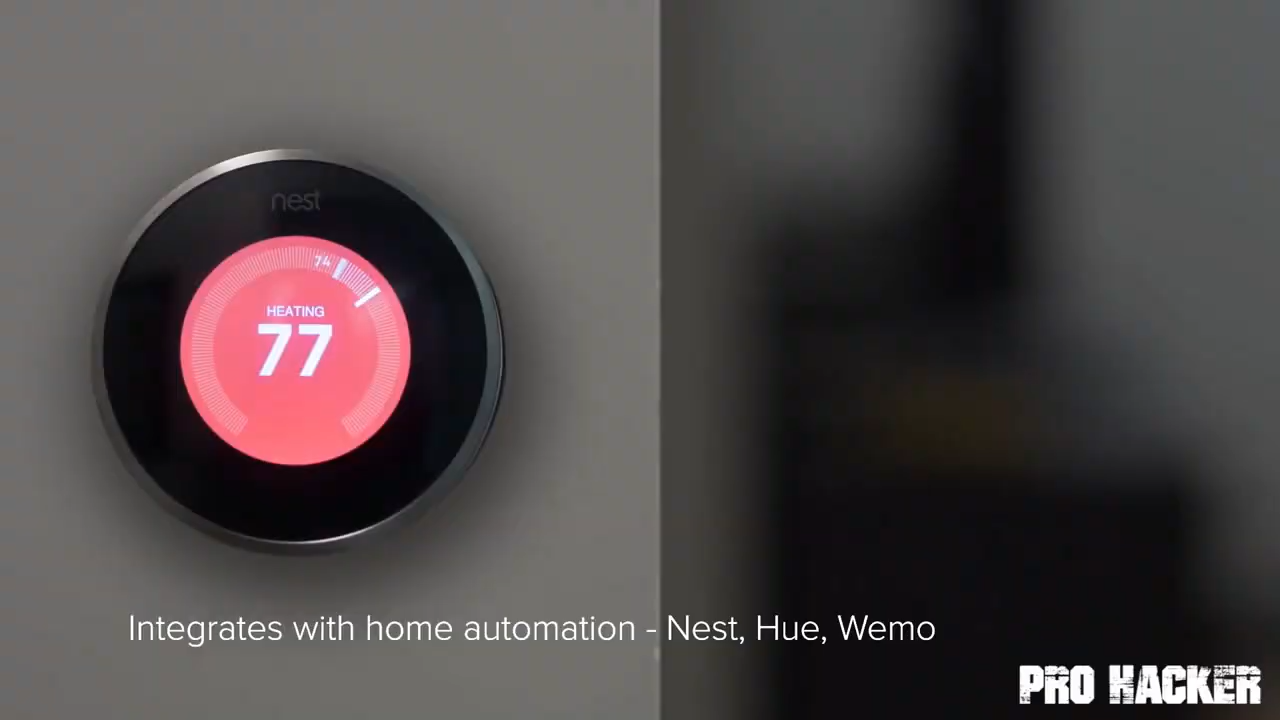 nest
74
HEATING
77
Integrates with home automation - Nest, Hue, Wemo
PRO HACKER